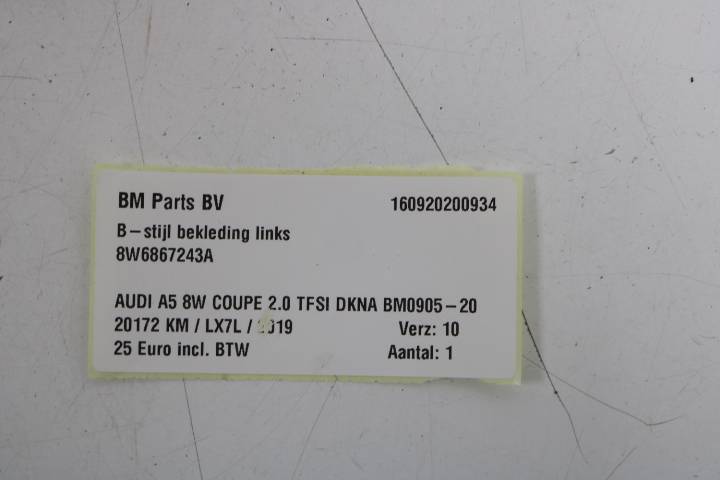 BM Parts BV 160920200934
B-stijl bekleding links
8W6867243A
AUDI A5 8W COUPE 2.0 TFSI DKNA BM0905-20
20172 KM / LX7L / 2019 Verz: 10
25 Euro incl. BTW Aantal: 1